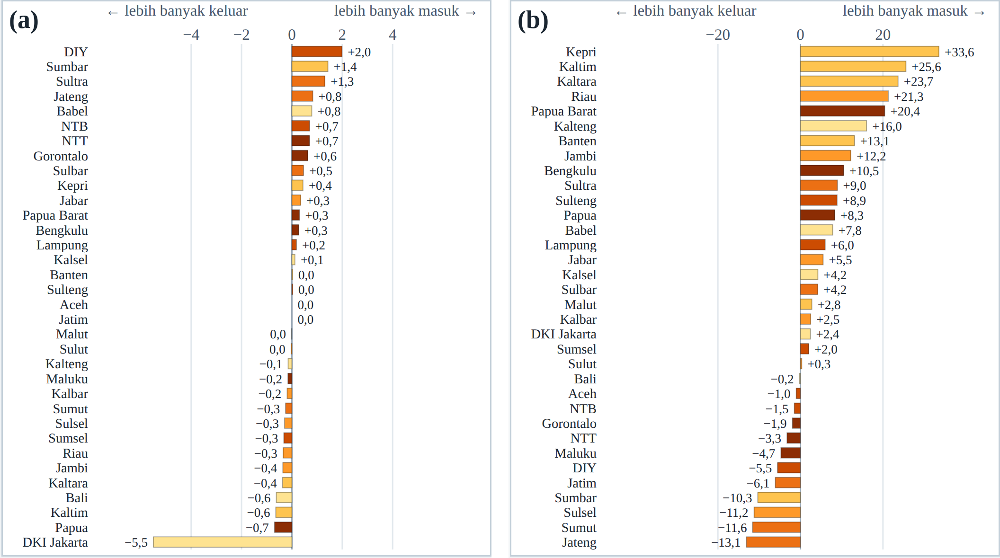 (a)
← lebih banyak keluar lebih banyak masuk →
−4 −2 0 2 4
DIY +2,0
Sumbar +1,4
Sultra +1,3
Jateng +0,8
Babel +0,8
NTB +0,7
NTT +0,7
Gorontalo +0,6
Sulbar +0,5
Kepri +0,4
Jabar +0,3
Papua Barat +0,3
Bengkulu +0,3
Lampung +0,2
Kalsel +0,1
Banten 0,0
Sulteng 0,0
Aceh 0,0
Jatim 0,0
Malut 0,0
Sulut 0,0
Kalteng −0,1
Maluku −0,2
Kalbar −0,2
Sumut −0,3
Sulsel −0,3
Sumsel −0,3
Riau −0,3
Jambi −0,4
Kaltara −0,4
Bali −0,6
Kaltim −0,6
Papua −0,7
DKI Jakarta −5,5
(b)
← lebih banyak keluar lebih banyak masuk →
−20 0 20
Kepri +33,6
Kaltim +25,6
Kaltara +23,7
Riau +21,3
Papua Barat +20,4
Kalteng +16,0
Banten +13,1
Jambi +12,2
Bengkulu +10,5
Sultra +9,0
Sulteng +8,9
Papua +8,3
Babel +7,8
Lampung +6,0
Jabar +5,5
Kalsel +4,2
Sulbar +4,2
Malut +2,8
Kalbar +2,5
DKI Jakarta +2,4
Sumsel +2,0
Sulut +0,3
Bali −0,2
Aceh −1,0
NTB −1,5
Gorontalo −1,9
NTT −3,3
Maluku −4,7
DIY −5,5
Jatim −6,1
Sumbar −10,3
Sulsel −11,2
Sumut −11,6
Jateng −13,1